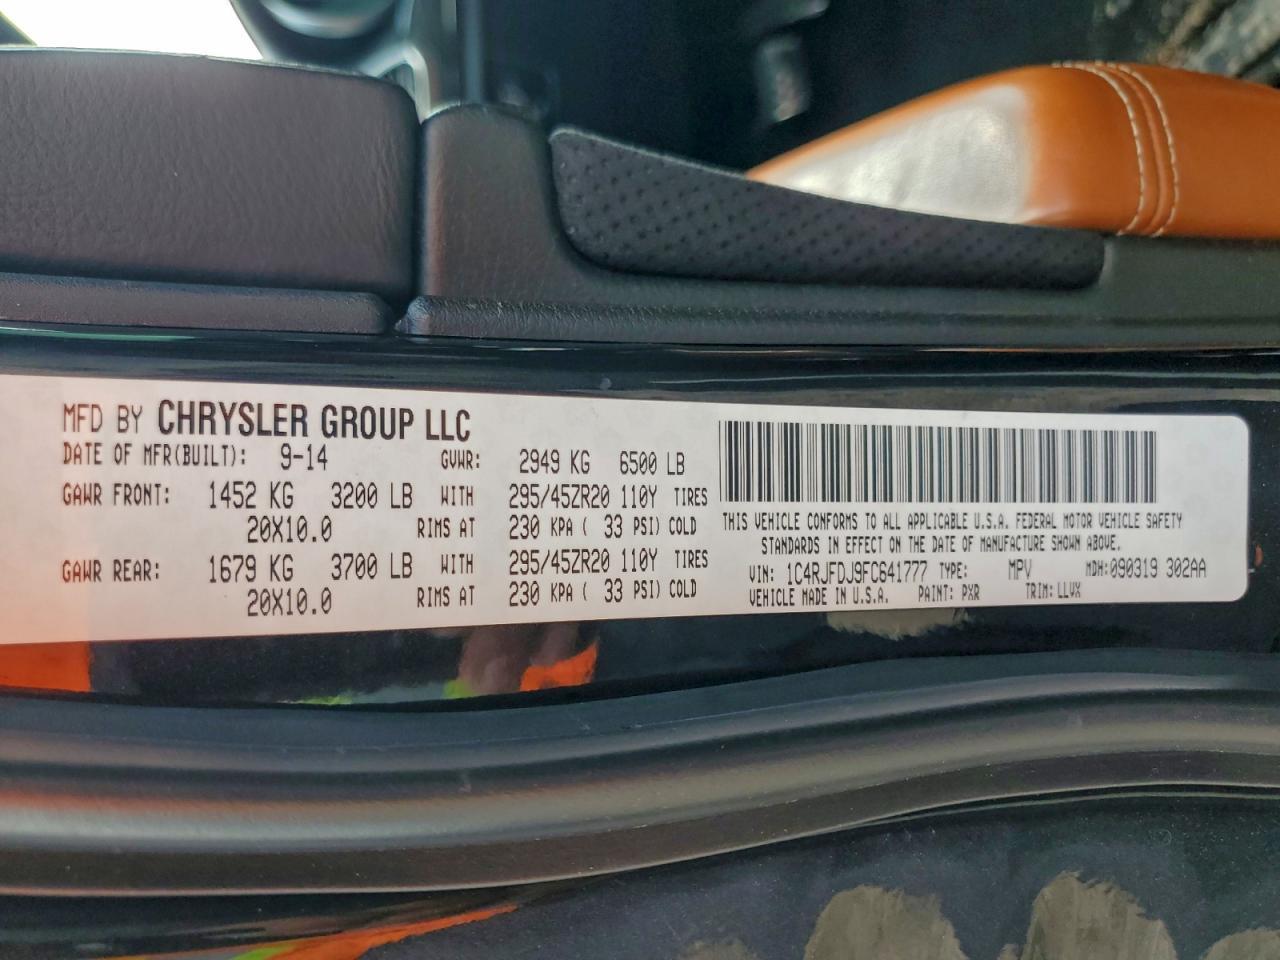 MFD BY CHRYSLER GROUP LLC
DATE OF MFR(BUILT): 9-14 GVWR: 2949 KG 6500 LB
GAWR FRONT: 1452 KG 3200 LB WITH 295/45ZR20 110Y TIRES
20X10.0 RIMS AT 230 KPA ( 33 PSI) COLD
GAWR REAR: 1679 KG 3700 LB WITH 295/45ZR20 110Y TIRES
20X10.0 RIMS AT 230 KPA ( 33 PSI) COLD
THIS VEHICLE CONFORMS TO ALL APPLICABLE U.S.A. FEDERAL MOTOR VEHICLE SAFETY
STANDARDS IN EFFECT ON THE DATE OF MANUFACTURE SHOWN ABOVE.
VIN: 1C4RJFDJ9FC641777 TYPE: MPV MDH: 090319 302AA
VEHICLE MADE IN U.S.A. PAINT: PXR TRIM: LLVX